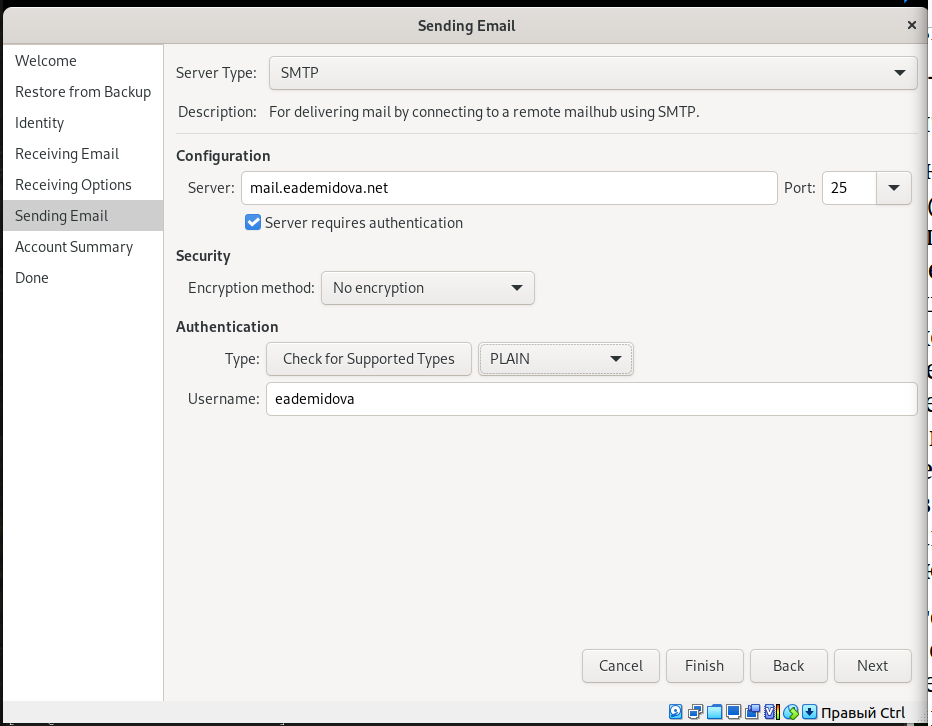 Sending Email
Welcome
Restore from Backup
Identity
Receiving Email
Receiving Options
Sending Email
Account Summary
Done
Server Type: SMTP
Description: For delivering mail by connecting to a remote mailhub using SMTP.
Configuration
Server: mail.eademidova.net Port: 25
Server requires authentication
Security
Encryption method: No encryption
Authentication
Type: Check for Supported Types PLAIN
Username: eademidova
Cancel Finish Back Next
Правый Ctrl